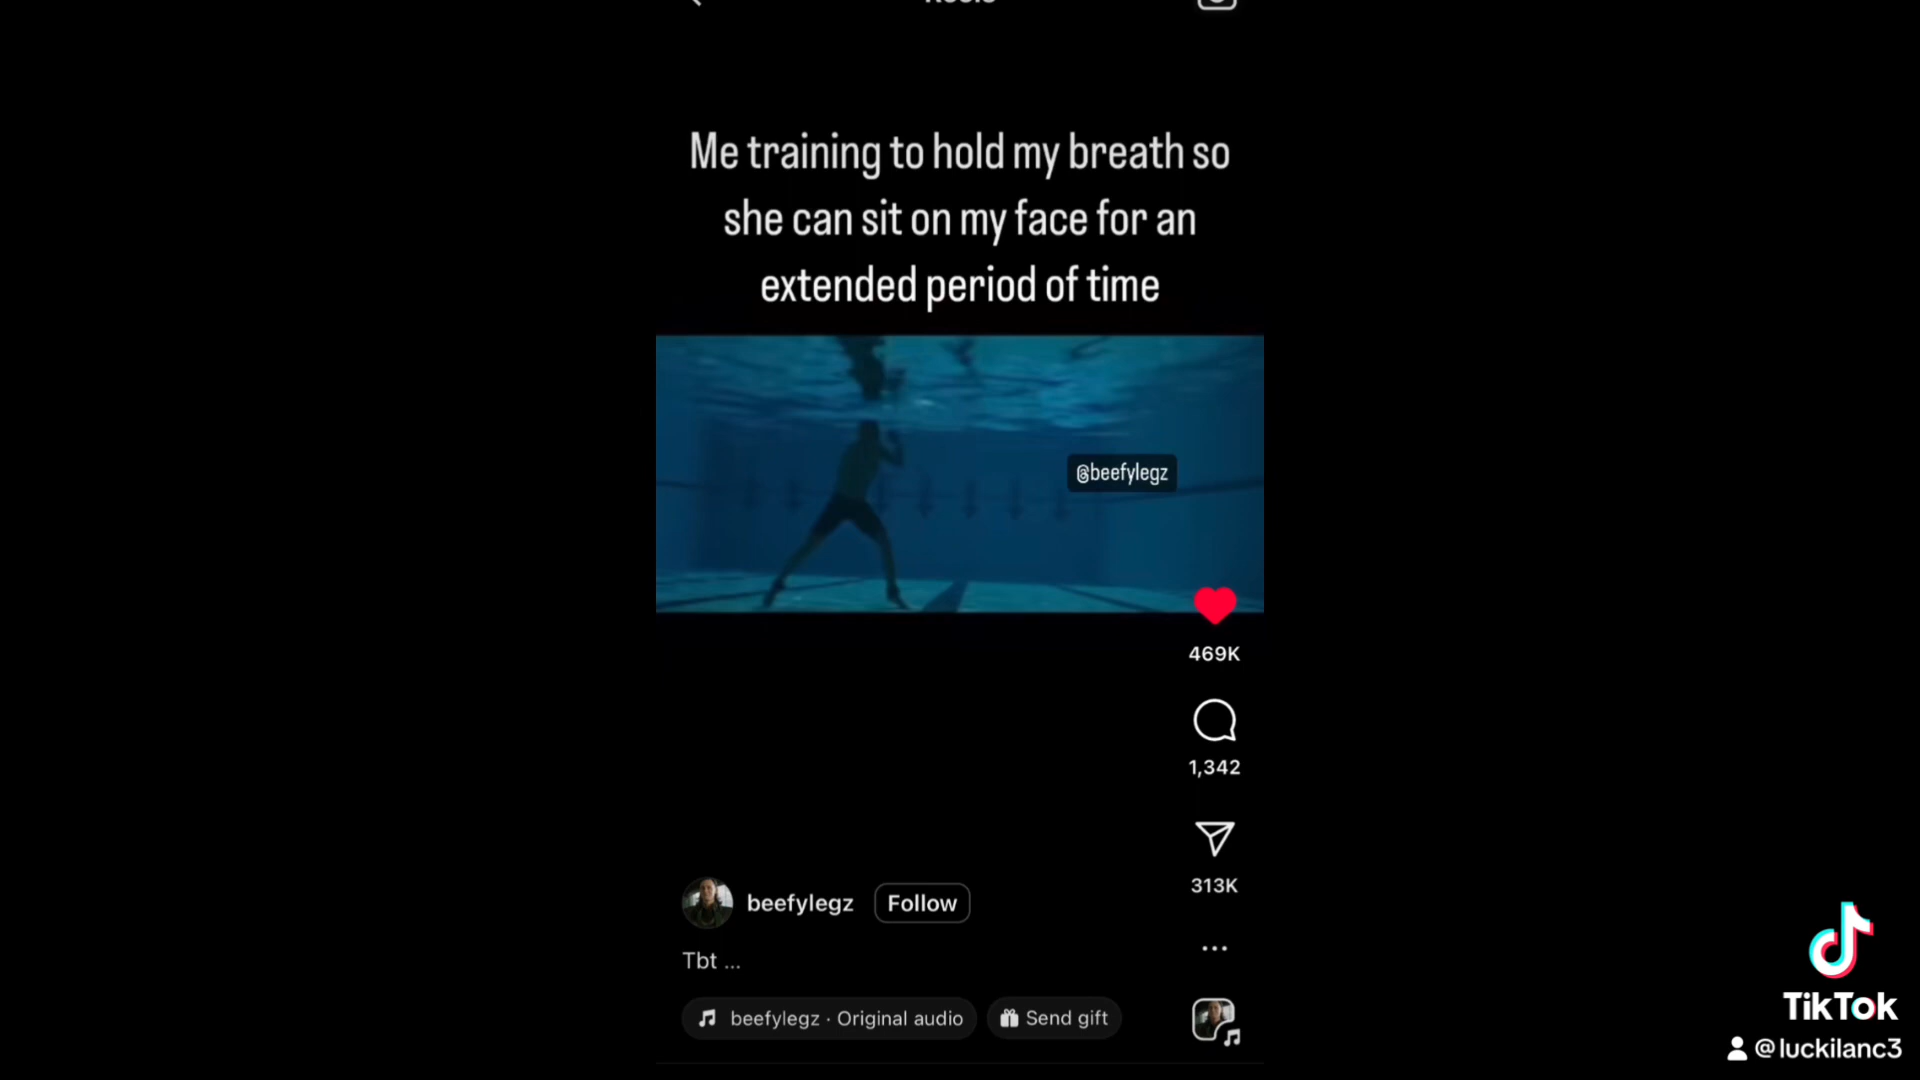 Me training to hold my breath so
she can sit on my face for an
extended period of time
@beefylegz
469K
1,342
313K
beefylegz Follow
Tbt ...
beefylegz · Original audio Send gift
TikTok
@luckilanc3